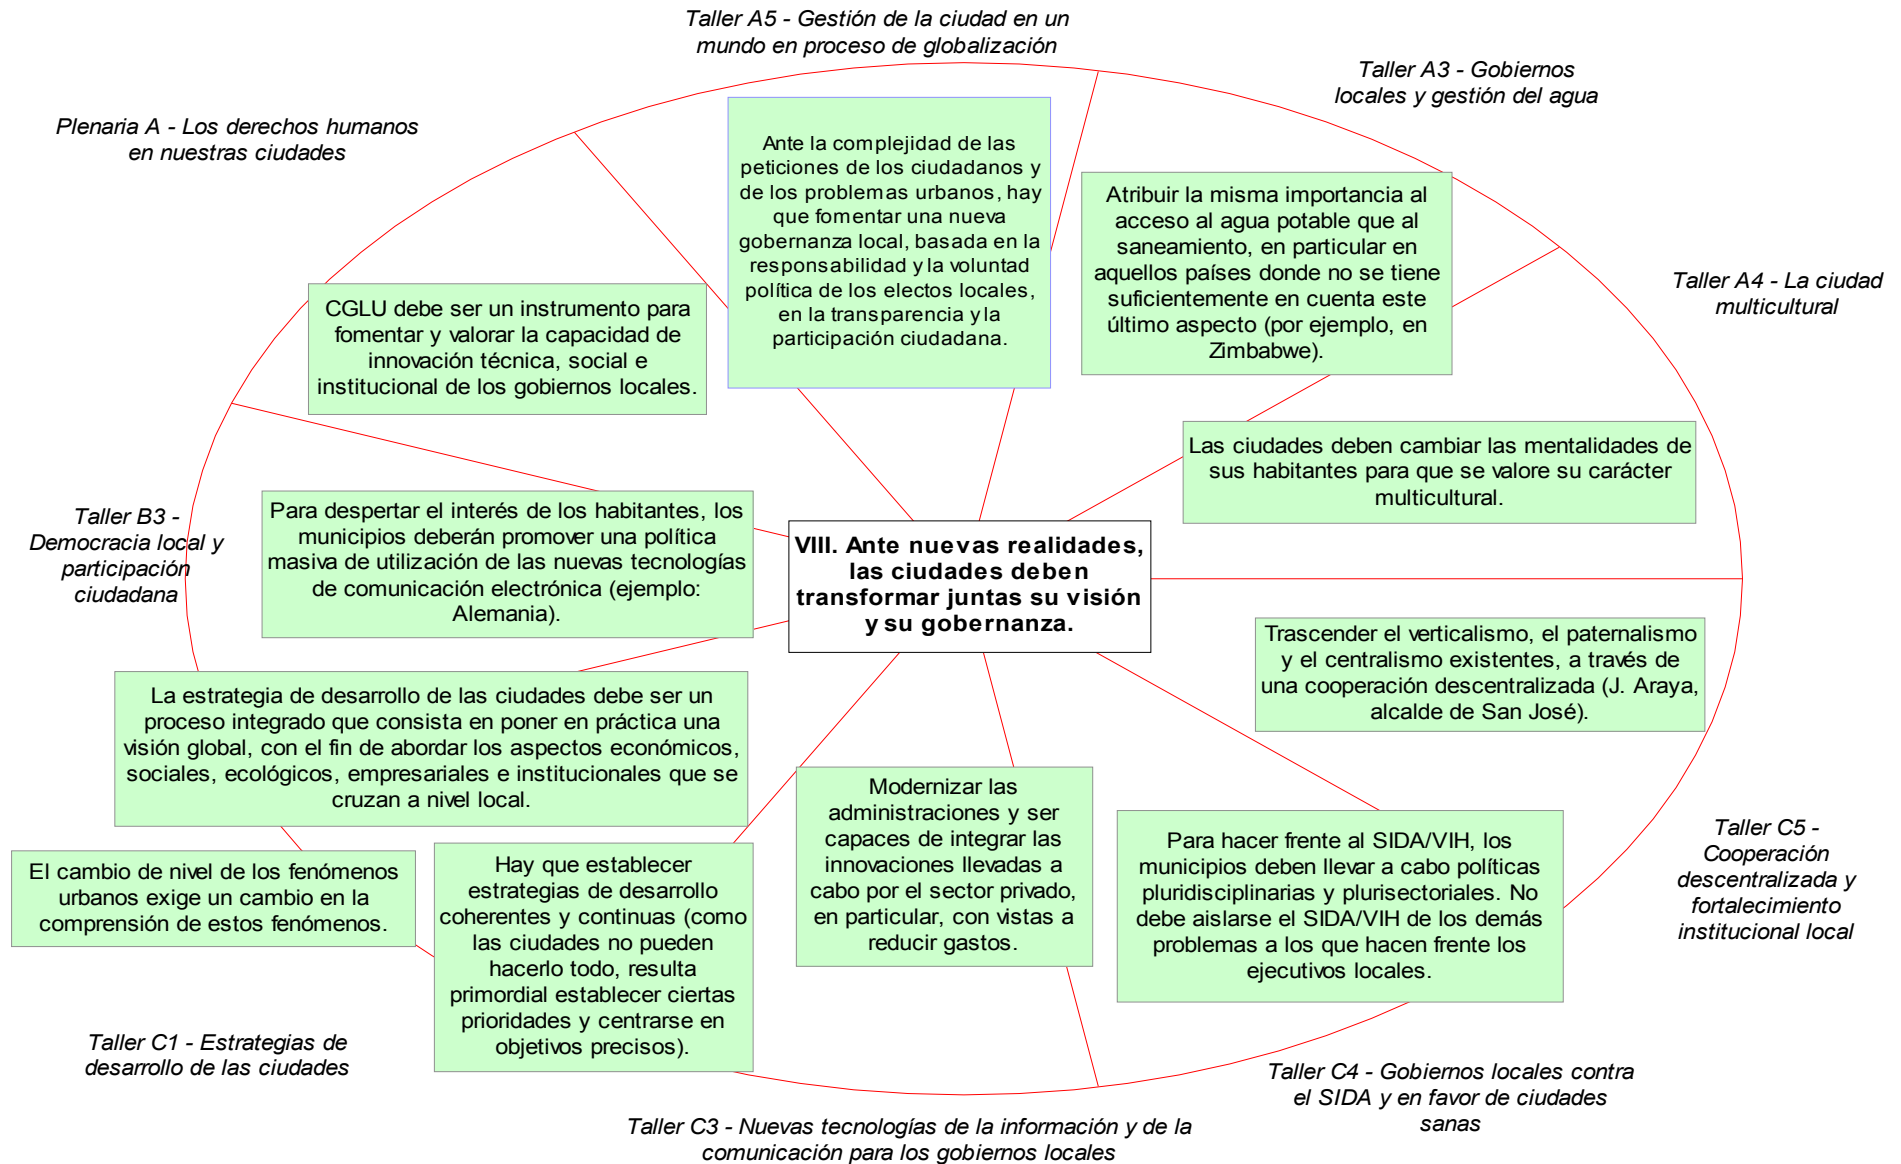 Taller A5 - Gestión de la ciudad en un
mundo en proceso de globalización
Taller A3 - Gobiernos
locales y gestión del agua
Plenaria A - Los derechos humanos
en nuestras ciudades
Ante la complejidad de las
peticiones de los ciudadanos y
de los problemas urbanos, hay
que fomentar una nueva
gobernanza local, basada en la
responsabilidad y la voluntad
política de los electos locales,
en la transparencia y la
participación ciudadana.
Atribuir la misma importancia al
acceso al agua potable que al
saneamiento, en particular en
aquellos países donde no se tiene
suficientemente en cuenta este
último aspecto (por ejemplo, en
Zimbabwe).
Taller A4 - La ciudad
multicultural
CGLU debe ser un instrumento para
fomentar y valorar la capacidad de
innovación técnica, social e
institucional de los gobiernos locales.
Las ciudades deben cambiar las mentalidades de
sus habitantes para que se valore su carácter
multicultural.
Taller B3 -
Democracia local y
participación
ciudadana
Para despertar el interés de los habitantes, los
municipios deberán promover una política
masiva de utilización de las nuevas tecnologías
de comunicación electrónica (ejemplo:
Alemania).
VIII. Ante nuevas realidades,
las ciudades deben
transformar juntas su visión
y su gobernanza.
Trascender el verticalismo, el paternalismo
y el centralismo existentes, a través de
una cooperación descentralizada (J. Araya,
alcalde de San José).
La estrategia de desarrollo de las ciudades debe ser un
proceso integrado que consista en poner en práctica una
visión global, con el fin de abordar los aspectos económicos,
sociales, ecológicos, empresariales e institucionales que se
cruzan a nivel local.
Modernizar las
administraciones y ser
capaces de integrar las
innovaciones llevadas a
cabo por el sector privado,
en particular, con vistas a
reducir gastos.
Para hacer frente al SIDA/VIH, los
municipios deben llevar a cabo políticas
pluridisciplinarias y plurisectoriales. No
debe aislarse el SIDA/VIH de los demás
problemas a los que hacen frente los
ejecutivos locales.
Taller C5 -
Cooperación
descentralizada y
fortalecimiento
institucional local
El cambio de nivel de los fenómenos
urbanos exige un cambio en la
comprensión de estos fenómenos.
Hay que establecer
estrategias de desarrollo
coherentes y continuas (como
las ciudades no pueden
hacerlo todo, resulta
primordial establecer ciertas
prioridades y centrarse en
objetivos precisos).
Taller C1 - Estrategias de
desarrollo de las ciudades
Taller C4 - Gobiernos locales contra
el SIDA y en favor de ciudades
sanas
Taller C3 - Nuevas tecnologías de la información y de la
comunicación para los gobiernos locales